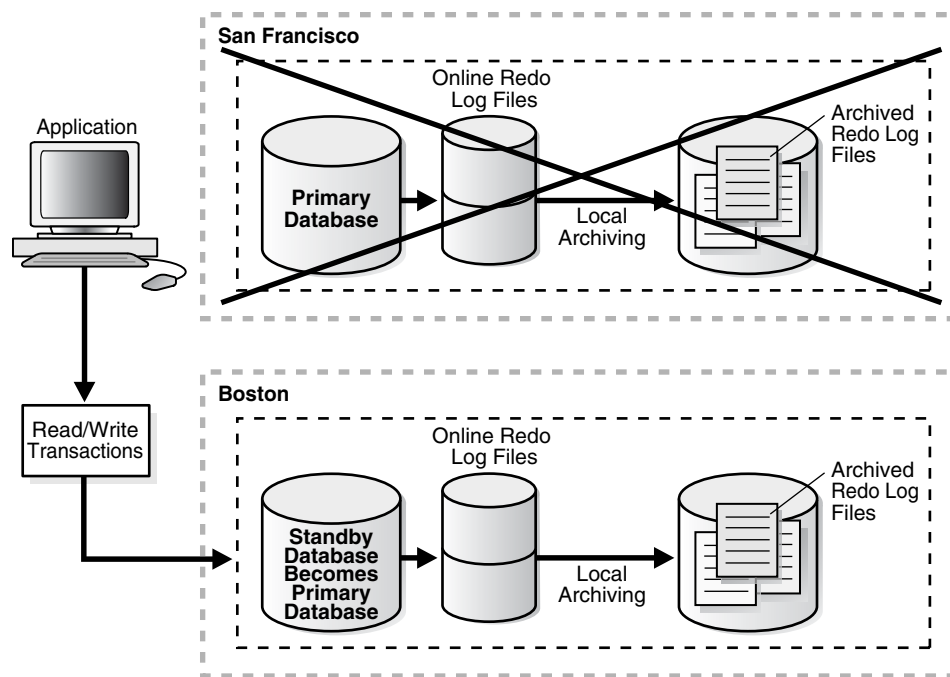 San Francisco
Online Redo
Log Files
Archived
Redo Log
Files
Application
Primary
Database
Local
Archiving
Boston
Read/Write
Transactions
Online Redo
Log Files
Archived
Redo Log
Files
Standby
Database
Becomes
Primary
Database
Local
Archiving